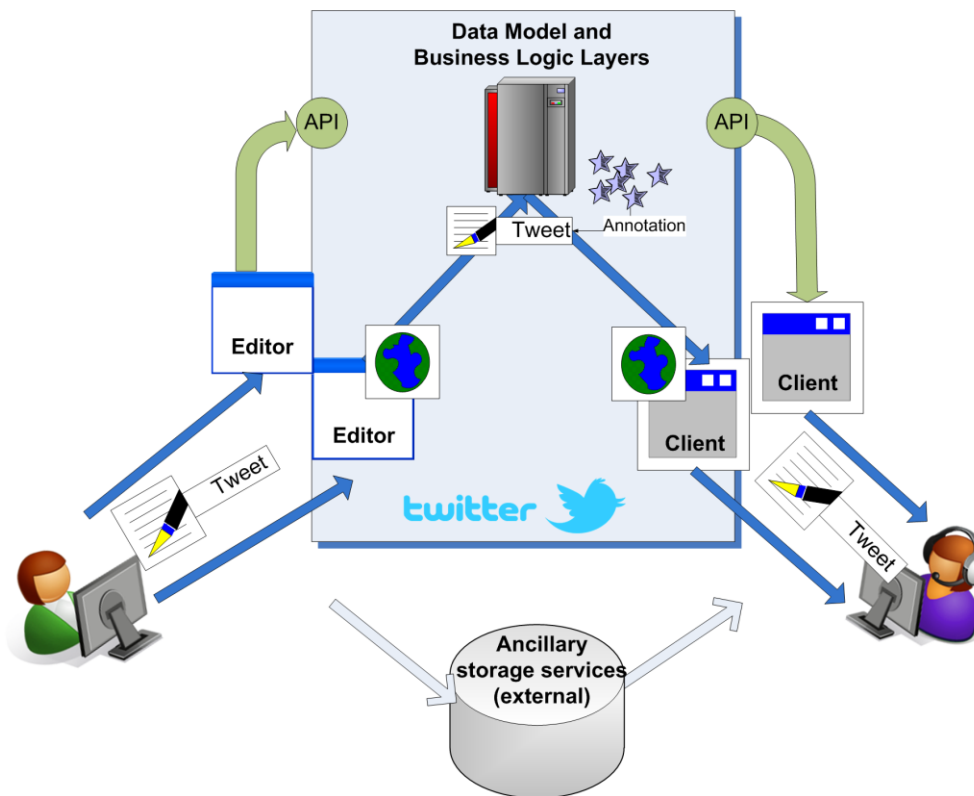 Data Model and
Business Logic Layers
API
API
Tweet
Annotation
Editor
Editor
Client
Client
Tweet
Tweet
twitter
Ancillary
storage services
(external)